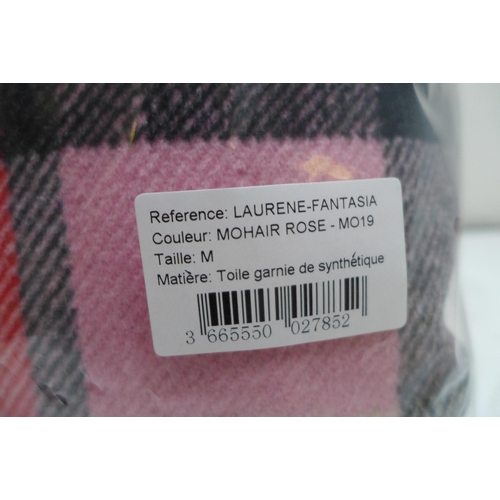 Reference: LAURENE-FANTASIA
Couleur: MOHAIR ROSE - MO19
Taille: M
Matière: Toile garnie de synthétique
3 665550 027852